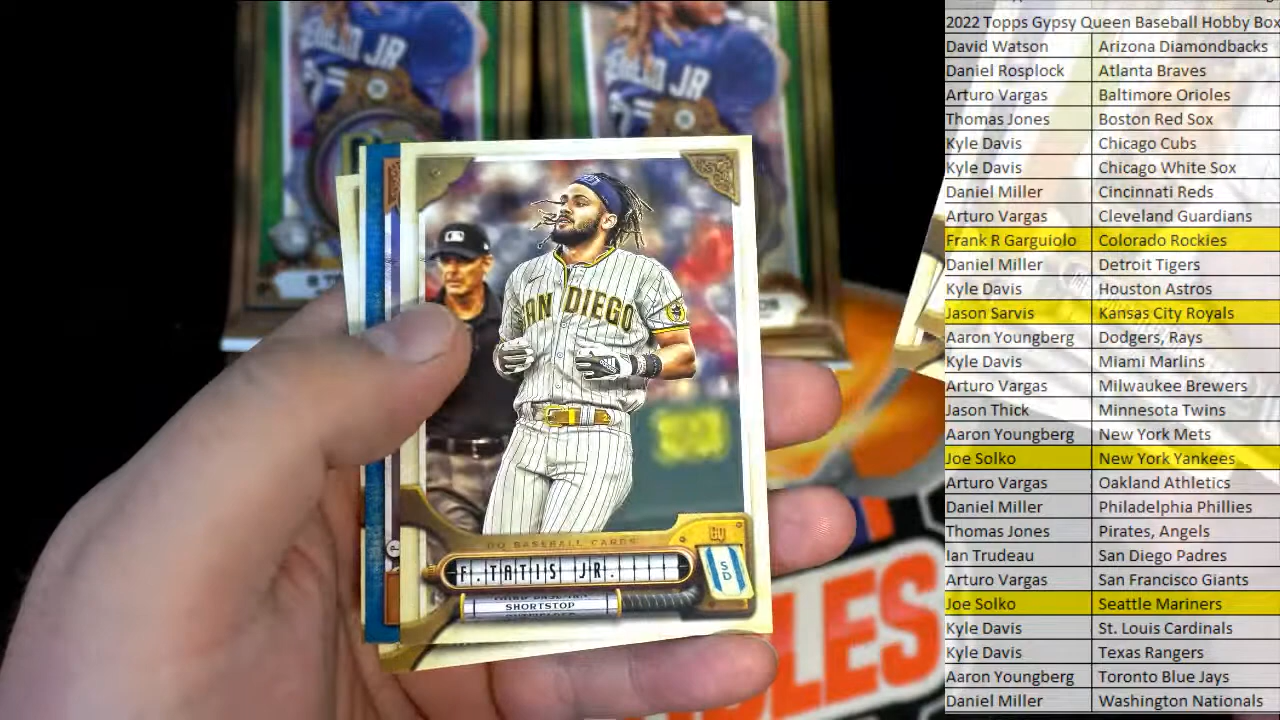 2022 Topps Gypsy Queen Baseball Hobby Box
David Watson Arizona Diamondbacks
Daniel Rosplock Atlanta Braves
Arturo Vargas Baltimore Orioles
Thomas Jones Boston Red Sox
Kyle Davis Chicago Cubs
Kyle Davis Chicago White Sox
Daniel Miller Cincinnati Reds
Arturo Vargas Cleveland Guardians
Frank R Garguiolo Colorado Rockies
Daniel Miller Detroit Tigers
Kyle Davis Houston Astros
Jason Sarvis Kansas City Royals
Aaron Youngberg Dodgers, Rays
Kyle Davis Miami Marlins
Arturo Vargas Milwaukee Brewers
Jason Thick Minnesota Twins
Aaron Youngberg New York Mets
Joe Solko New York Yankees
Arturo Vargas Oakland Athletics
Daniel Miller Philadelphia Phillies
Thomas Jones Pirates, Angels
Ian Trudeau San Diego Padres
Arturo Vargas San Francisco Giants
Joe Solko Seattle Mariners
Kyle Davis St. Louis Cardinals
Kyle Davis Texas Rangers
Aaron Youngberg Toronto Blue Jays
Daniel Miller Washington Nationals
JR
JR
SAN DIEGO
GQ BASEBALL CARDS
GQ
F. TATIS JR.
SD
SHORTSTOP
LES